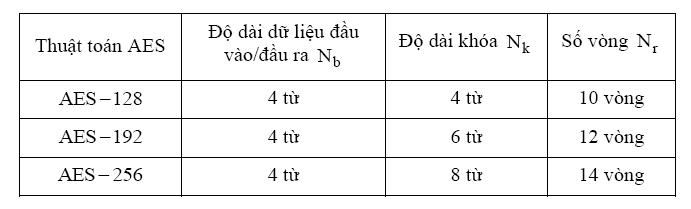 Thuật toán AES Độ dài dữ liệu đầu vào/đầu ra N_b Độ dài khóa N_k Số vòng N_r
AES–128 4 từ 4 từ 10 vòng
AES–192 4 từ 6 từ 12 vòng
AES–256 4 từ 8 từ 14 vòng